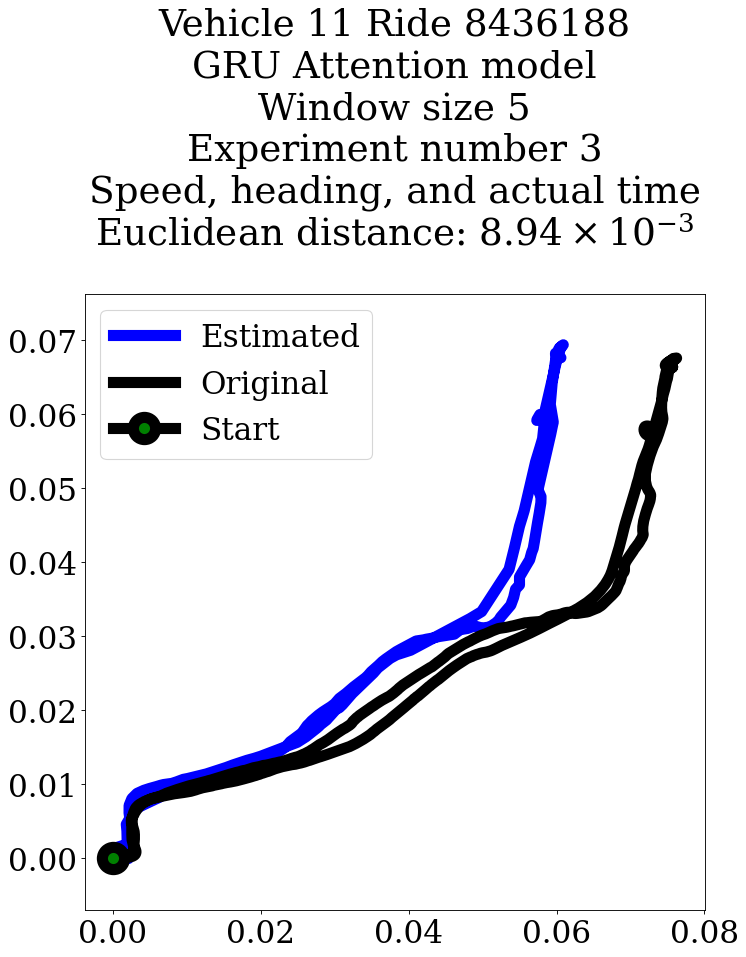 Vehicle 11 Ride 8436188
GRU Attention model
Window size 5
Experiment number 3
Speed, heading, and actual time
Euclidean distance: 8.94 × 10⁻³
Estimated
Original
Start
0.07
0.06
0.05
0.04
0.03
0.02
0.01
0.00
0.00 0.02 0.04 0.06 0.08